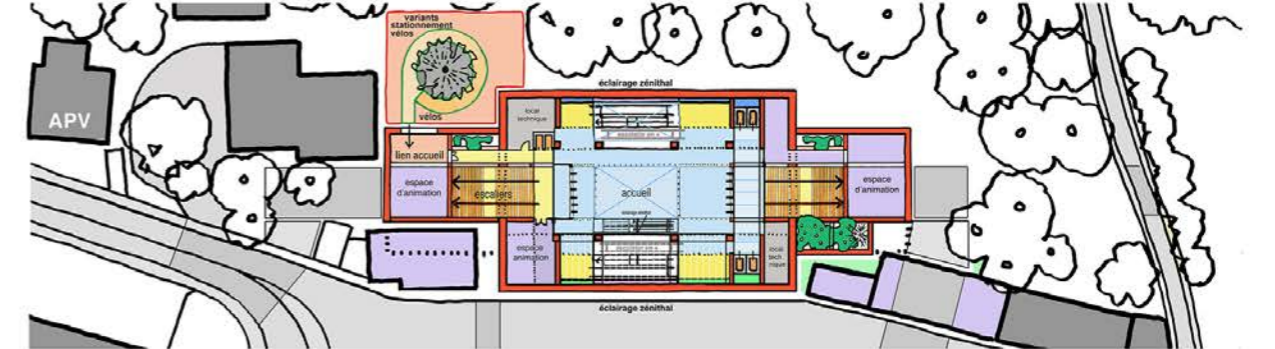 variants
stationnement
vélos
vélos
éclairage zénithal
APV
local
technique
lien accueil
espace
d'animation
escaliers
accueil
espace
d'animation
espace
animation
local
tech
nique
éclairage zénithal